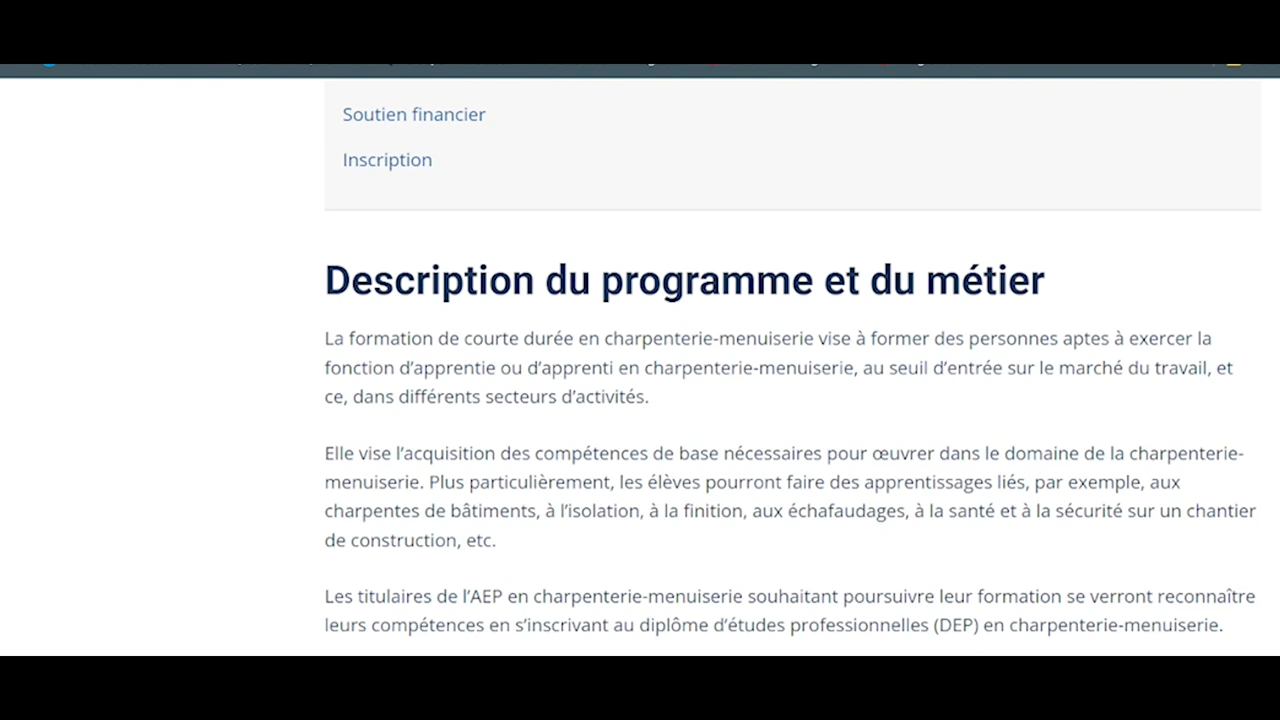 Soutien financier
Inscription
Description du programme et du métier
La formation de courte durée en charpenterie-menuiserie vise à former des personnes aptes à exercer la
fonction d’apprentie ou d’apprenti en charpenterie-menuiserie, au seuil d’entrée sur le marché du travail, et
ce, dans différents secteurs d’activités.
Elle vise l’acquisition des compétences de base nécessaires pour œuvrer dans le domaine de la charpenterie-
menuiserie. Plus particulièrement, les élèves pourront faire des apprentissages liés, par exemple, aux
charpentes de bâtiments, à l’isolation, à la finition, aux échafaudages, à la santé et à la sécurité sur un chantier
de construction, etc.
Les titulaires de l’AEP en charpenterie-menuiserie souhaitant poursuivre leur formation se verront reconnaître
leurs compétences en s’inscrivant au diplôme d’études professionnelles (DEP) en charpenterie-menuiserie.